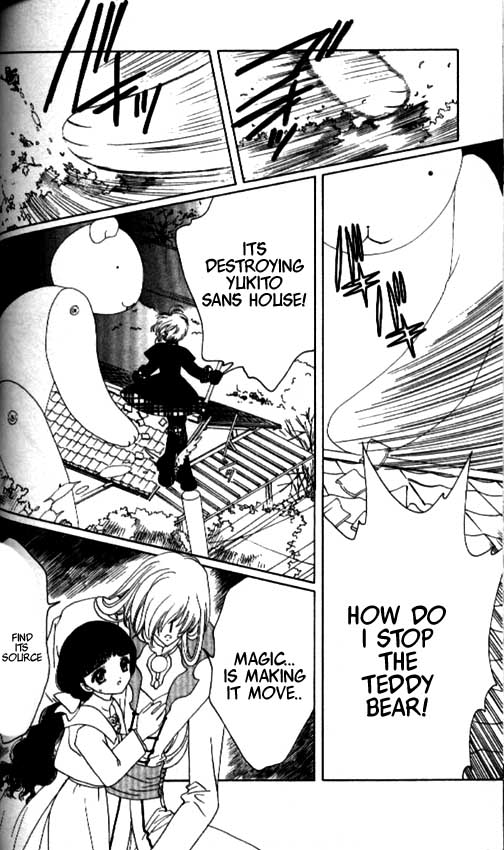 HOW DO
I STOP
THE
TEDDY
BEAR!
ITS
DESTROYING
YUKITO
SANS HOUSE!
MAGIC...
IS MAKING
IT MOVE..
FIND
ITS
SOURCE